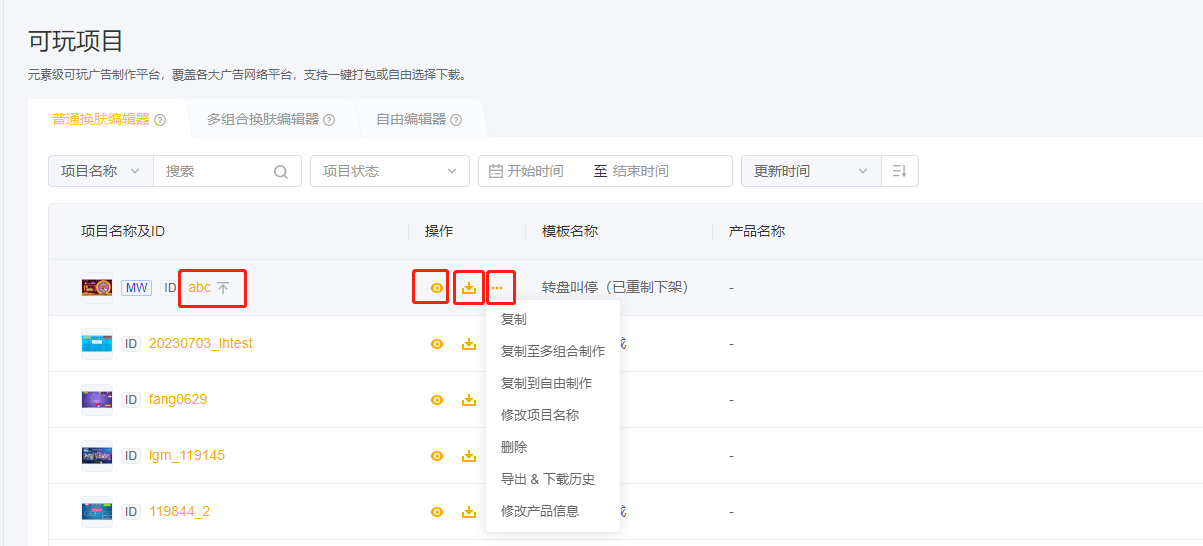 可玩项目
元素级可玩广告制作平台，覆盖各大广告网络平台，支持一键打包或自由选择下载。
普通换肤编辑器 多组合换肤编辑器 自由编辑器
项目名称 搜索 项目状态 开始时间 至 结束时间 更新时间
项目名称及ID 操作 模板名称 产品名称
MW ID abc 转盘叫停（已重制下架） -
复制
ID 20230703_lhtest -
复制至多组合制作
复制到自由制作
ID fang0629 -
修改项目名称
删除
ID lgm_119145 -
导出 & 下载历史
ID 119844_2 -
修改产品信息